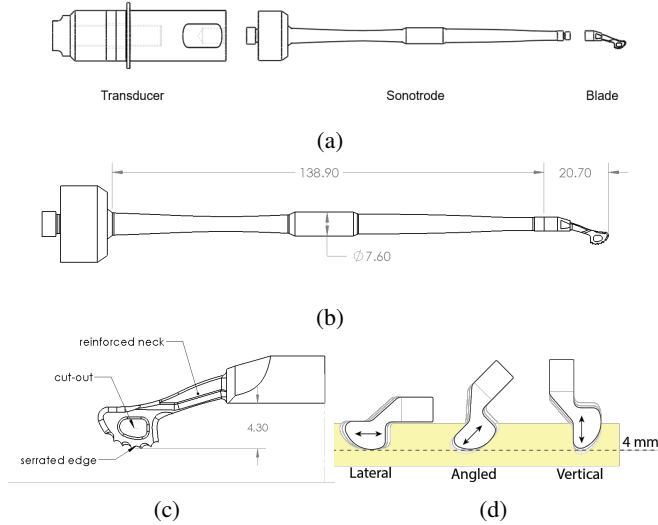 Transducer
Sonotrode
Blade
(a)
138.90
20.70
∅7.60
(b)
reinforced neck
cut-out
4.30
serrated edge
4 mm
Lateral
Angled
Vertical
(c)
(d)